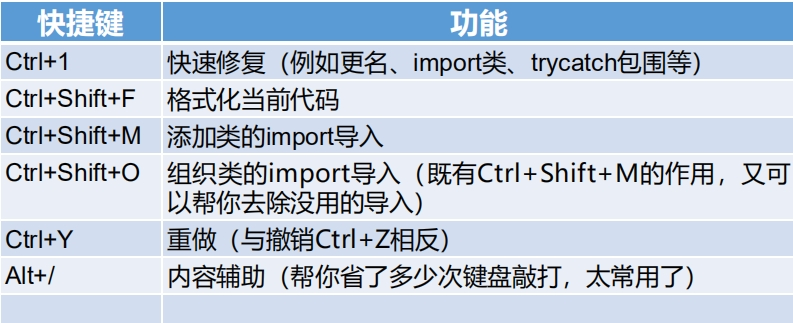 快捷键 功能
Ctrl+1 快速修复（例如更名、import类、trycatch包围等）
Ctrl+Shift+F 格式化当前代码
Ctrl+Shift+M 添加类的import导入
Ctrl+Shift+O 组织类的import导入（既有Ctrl+Shift+M的作用，又可
以帮你去除没用的导入）
Ctrl+Y 重做（与撤销Ctrl+Z相反）
Alt+/ 内容辅助（帮你省了多少次键盘敲打，太常用了）